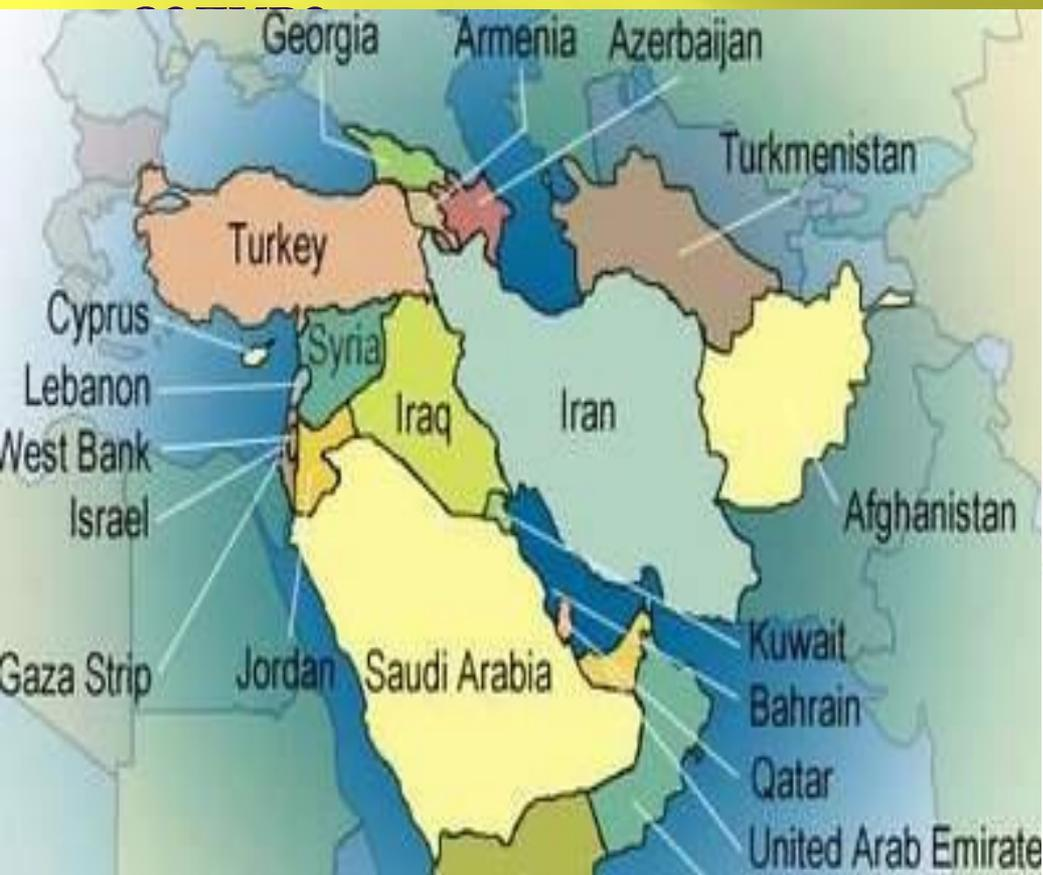 Georgia
Armenia
Azerbaijan
Turkmenistan
Turkey
Cyprus
Syria
Lebanon
Iraq
Iran
West Bank
Israel
Afghanistan
Gaza Strip
Jordan
Saudi Arabia
Kuwait
Bahrain
Qatar
United Arab Emirate